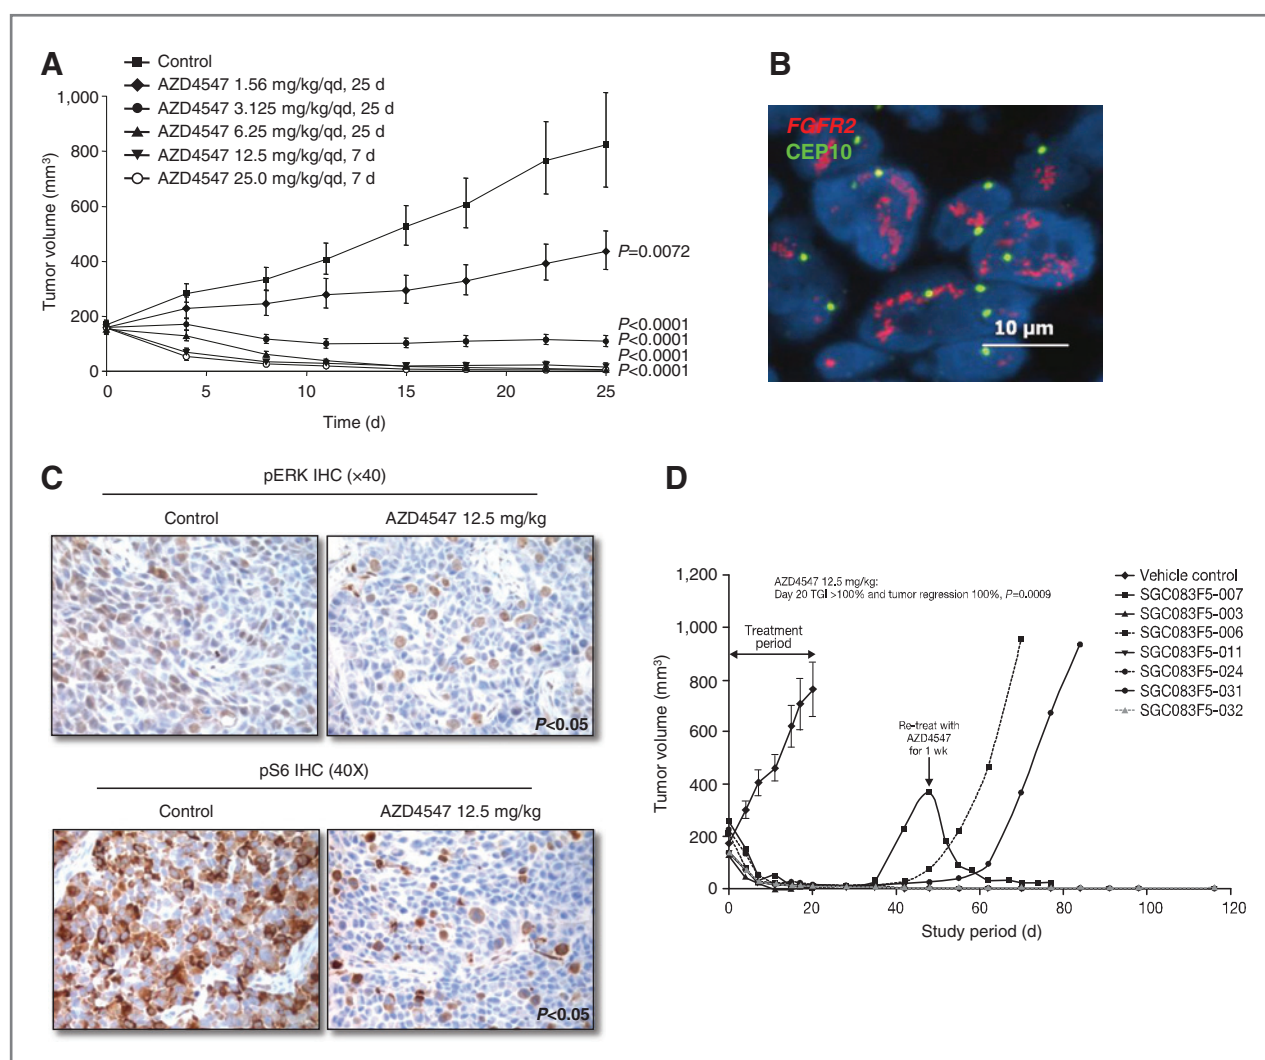 A
Control
AZD4547 1.56 mg/kg/qd, 25 d
AZD4547 3.125 mg/kg/qd, 25 d
AZD4547 6.25 mg/kg/qd, 25 d
AZD4547 12.5 mg/kg/qd, 7 d
AZD4547 25.0 mg/kg/qd, 7 d
1,000
800
600
400
200
0
Tumor volume (mm³)
0
5
10
15
20
25
Time (d)
P=0.0072
P<0.0001
P<0.0001
P<0.0001
P<0.0001
B
FGFR2
CEP10
10 µm
C
pERK IHC (×40)
Control
AZD4547 12.5 mg/kg
P<0.05
pS6 IHC (40X)
Control
AZD4547 12.5 mg/kg
P<0.05
D
AZD4547 12.5 mg/kg:
Day 20 TGI >100% and tumor regression 100%, P=0.0009
Treatment
period
Re-treat with
AZD4547
for 1 wk
1,200
1,000
800
600
400
200
0
Tumor volume (mm³)
0
20
40
60
80
100
120
Study period (d)
Vehicle control
SGC083F5-007
SGC083F5-003
SGC083F5-006
SGC083F5-011
SGC083F5-024
SGC083F5-031
SGC083F5-032